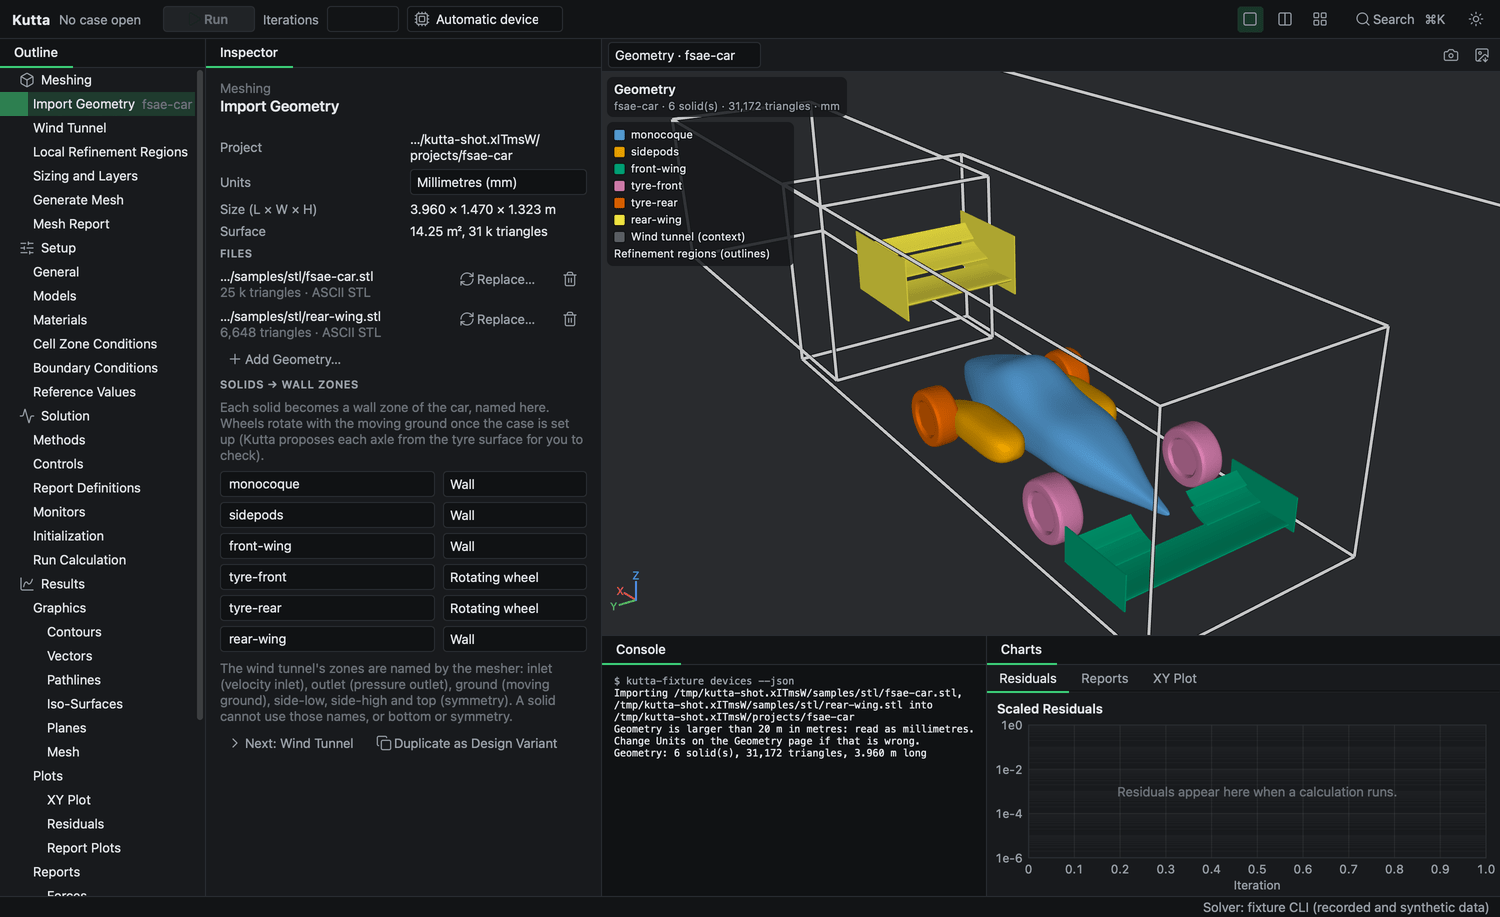 Kutta
No case open
Run
Iterations
Automatic device
Search ⌘K
Outline
Meshing
Import Geometry fsae-car
Wind Tunnel
Local Refinement Regions
Sizing and Layers
Generate Mesh
Mesh Report
Setup
General
Models
Materials
Cell Zone Conditions
Boundary Conditions
Reference Values
Solution
Methods
Controls
Report Definitions
Monitors
Initialization
Run Calculation
Results
Graphics
Contours
Vectors
Pathlines
Iso-Surfaces
Planes
Mesh
Plots
XY Plot
Residuals
Report Plots
Reports
Inspector
Meshing
Import Geometry
Project
.../kutta-shot.xITmsW/
projects/fsae-car
Units
Millimetres (mm)
Size (L × W × H)
3.960 × 1.470 × 1.323 m
Surface
14.25 m², 31 k triangles
FILES
.../samples/stl/fsae-car.stl
25 k triangles · ASCII STL
Replace...
.../samples/stl/rear-wing.stl
6,648 triangles · ASCII STL
Replace...
Add Geometry...
SOLIDS → WALL ZONES
Each solid becomes a wall zone of the car, named here.
Wheels rotate with the moving ground once the case is set
up (Kutta proposes each axle from the tyre surface for you to
check).
monocoque Wall
sidepods Wall
front-wing Wall
tyre-front Rotating wheel
tyre-rear Rotating wheel
rear-wing Wall
The wind tunnel's zones are named by the mesher: inlet
(velocity inlet), outlet (pressure outlet), ground (moving
ground), side-low, side-high and top (symmetry). A solid
cannot use those names, or bottom or symmetry.
Next: Wind Tunnel
Duplicate as Design Variant
Geometry · fsae-car
Geometry
fsae-car · 6 solid(s) · 31,172 triangles · mm
monocoque
sidepods
front-wing
tyre-front
tyre-rear
rear-wing
Wind tunnel (context)
Refinement regions (outlines)
Z
X
Y
Console
$ kutta-fixture devices --json
Importing /tmp/kutta-shot.xITmsW/samples/stl/fsae-car.stl,
/tmp/kutta-shot.xITmsW/samples/stl/rear-wing.stl into
/tmp/kutta-shot.xITmsW/projects/fsae-car
Geometry is larger than 20 m in metres: read as millimetres.
Change Units on the Geometry page if that is wrong.
Geometry: 6 solid(s), 31,172 triangles, 3.960 m long
Charts
Residuals
Reports
XY Plot
Scaled Residuals
1e0
1e-2
1e-4
1e-6
Residuals appear here when a calculation runs.
0 0.1 0.2 0.3 0.4 0.5 0.6 0.7 0.8 0.9 1.0
Iteration
Solver: fixture CLI (recorded and synthetic data)